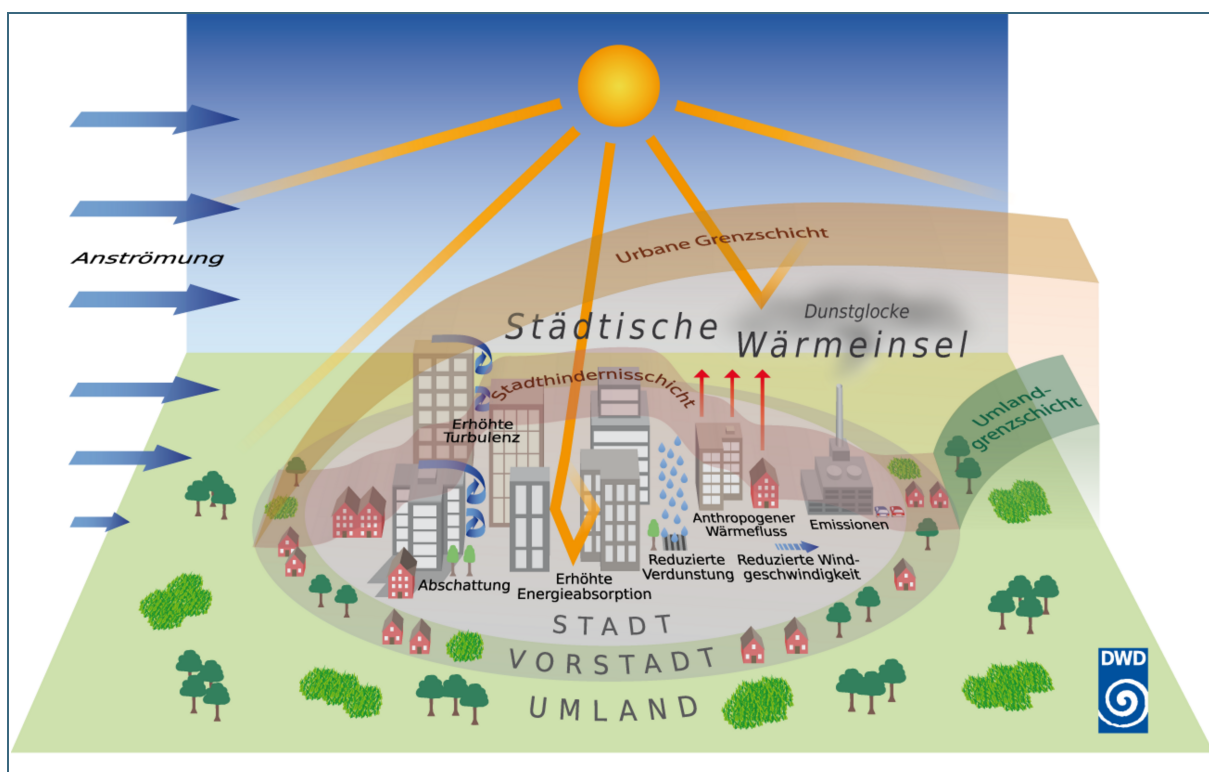 Urbane Grenzschicht
Anströmung
Dunstglocke
Städtische
Wärmeinsel
Stadthindernisschicht
Umland-
grenzschicht
Erhöhte
Turbulenz
Anthropogener
Wärmefluss
Emissionen
Abschattung
Erhöhte
Energieabsorption
Reduzierte
Verdunstung
Reduzierte Wind-
geschwindigkeit
STADT
VORSTADT
UMLAND
DWD